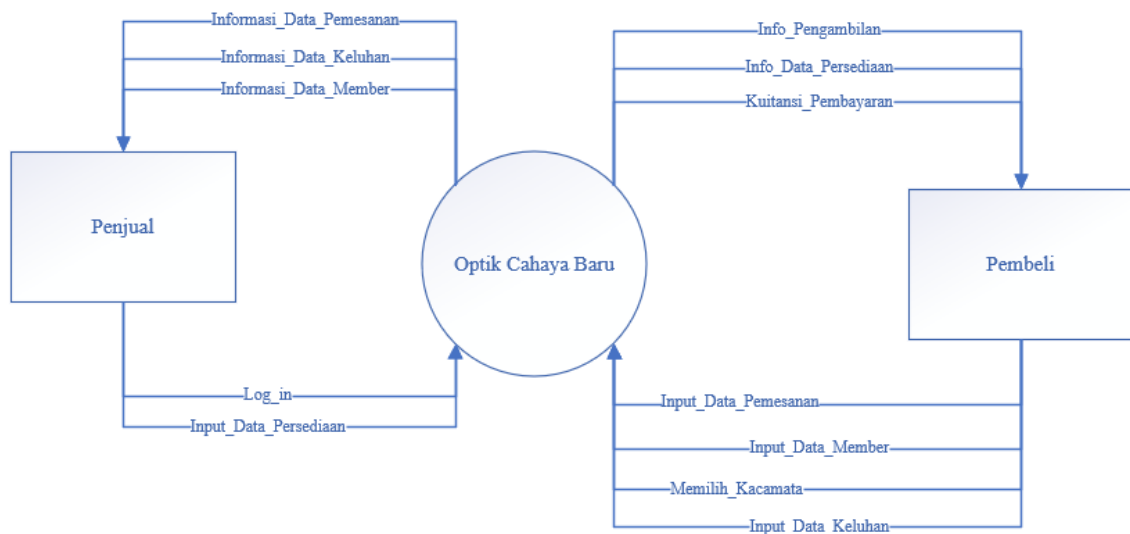 Informasi_Data_Pemesanan
Informasi_Data_Keluhan
Informasi_Data_Member
Info_Pengambilan
Info_Data_Persediaan
Kuitansi_Pembayaran
Penjual
Optik Cahaya Baru
Pembeli
Log_in
Input_Data_Persediaan
Input_Data_Pemesanan
Input_Data_Member
Memilih_Kacamata
Input_Data_Keluhan